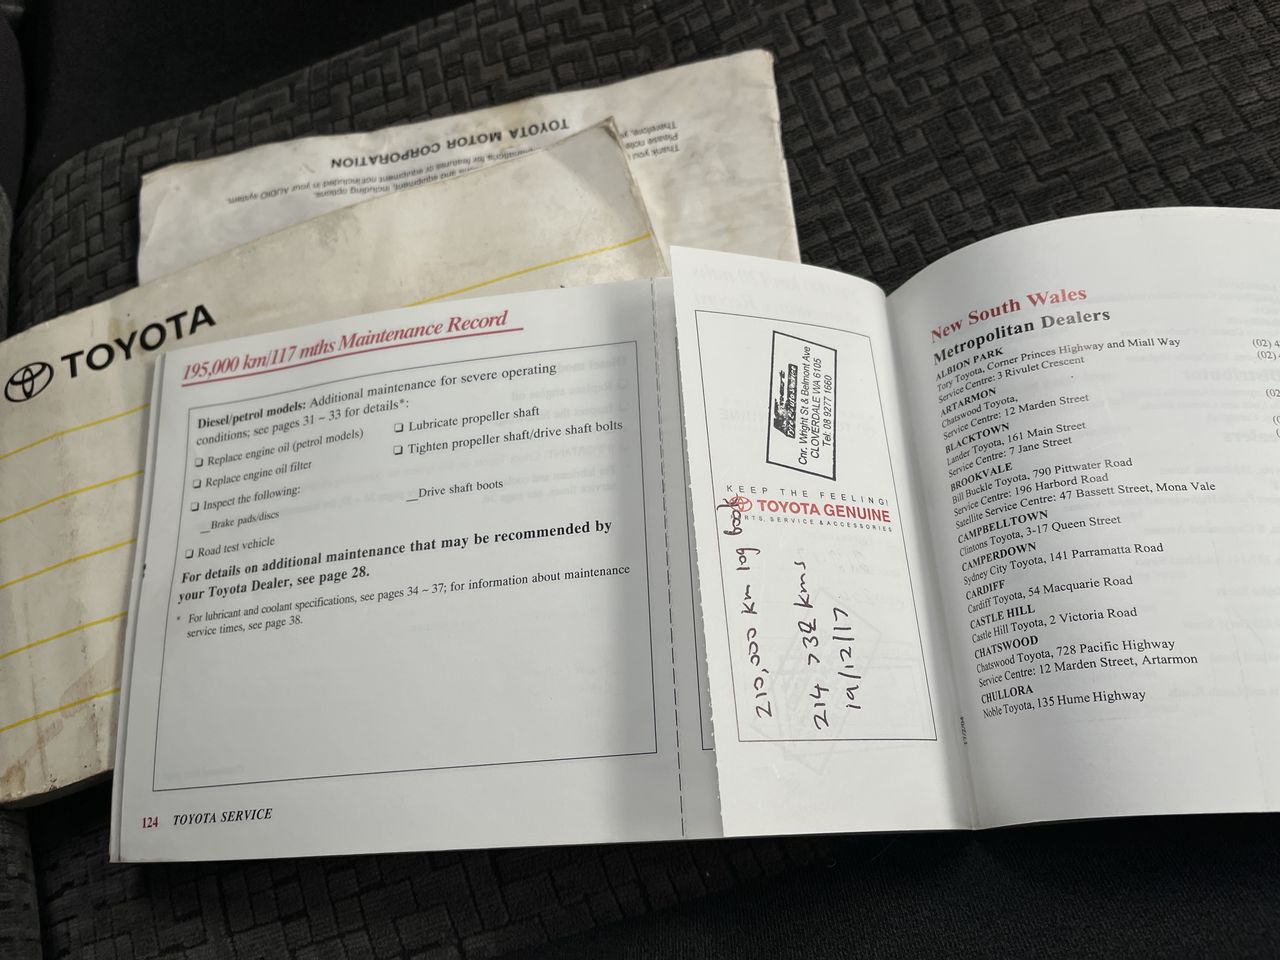 TOYOTA MOTOR CORPORATION
TOYOTA
195,000 km/117 mths Maintenance Record
Diesel/petrol models: Additional maintenance for severe operating
conditions; see pages 31 ~ 33 for details*:
❏ Replace engine oil (petrol models)
❏ Replace engine oil filter
❏ Inspect the following:
__Brake pads/discs
❏ Road test vehicle
❏ Lubricate propeller shaft
❏ Tighten propeller shaft/drive shaft bolts
__Drive shaft boots
For details on additional maintenance that may be recommended by
your Toyota Dealer, see page 28.
* For lubricant and coolant specifications, see pages 34 ~ 37; for information about maintenance
service times, see page 38.
124 TOYOTA SERVICE
Cnr. Wright St & Belmont Ave
CLOVERDALE WA 6105
Tel: 08 9277 1660
KEEP THE FEELING!
TOYOTA GENUINE
RTS, SERVICE & ACCESSORIES
210,000 km log book
214 738 kms
19/12/17
New South Wales
Metropolitan Dealers
ALBION PARK
Tory Toyota, Corner Princes Highway and Miall Way
Service Centre: 3 Rivulet Crescent
ARTARMON
Chatswood Toyota,
Service Centre: 12 Marden Street
BLACKTOWN
Lander Toyota, 161 Main Street
Service Centre: 7 Jane Street
BROOKVALE
Bill Buckle Toyota, 790 Pittwater Road
Service Centre: 196 Harbord Road
Satellite Service Centre: 47 Bassett Street, Mona Vale
CAMPBELLTOWN
Clintons Toyota, 3-17 Queen Street
CAMPERDOWN
Sydney City Toyota, 141 Parramatta Road
CARDIFF
Cardiff Toyota, 54 Macquarie Road
CASTLE HILL
Castle Hill Toyota, 2 Victoria Road
CHATSWOOD
Chatswood Toyota, 728 Pacific Highway
Service Centre: 12 Marden Street, Artarmon
CHULLORA
Noble Toyota, 135 Hume Highway